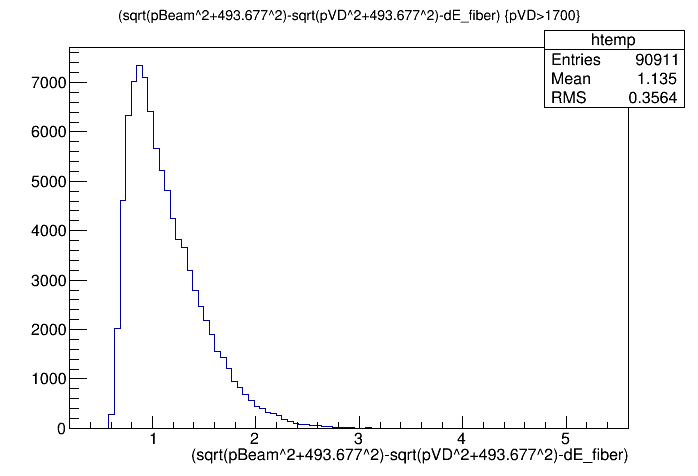 (sqrt(pBeam^2+493.677^2)-sqrt(pVD^2+493.677^2)-dE_fiber) {pVD>1700}
htemp
Entries 90911
Mean 1.135
RMS 0.3564
7000
6000
5000
4000
3000
2000
1000
0
1 2 3 4 5
(sqrt(pBeam^2+493.677^2)-sqrt(pVD^2+493.677^2)-dE_fiber)